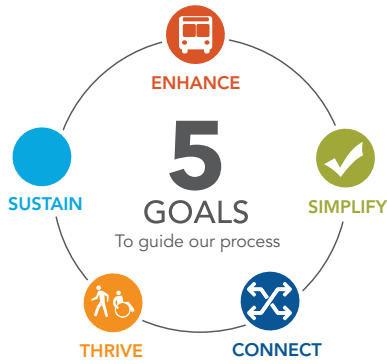 ENHANCE
5
GOALS
To guide our process
SUSTAIN
SIMPLIFY
THRIVE
CONNECT